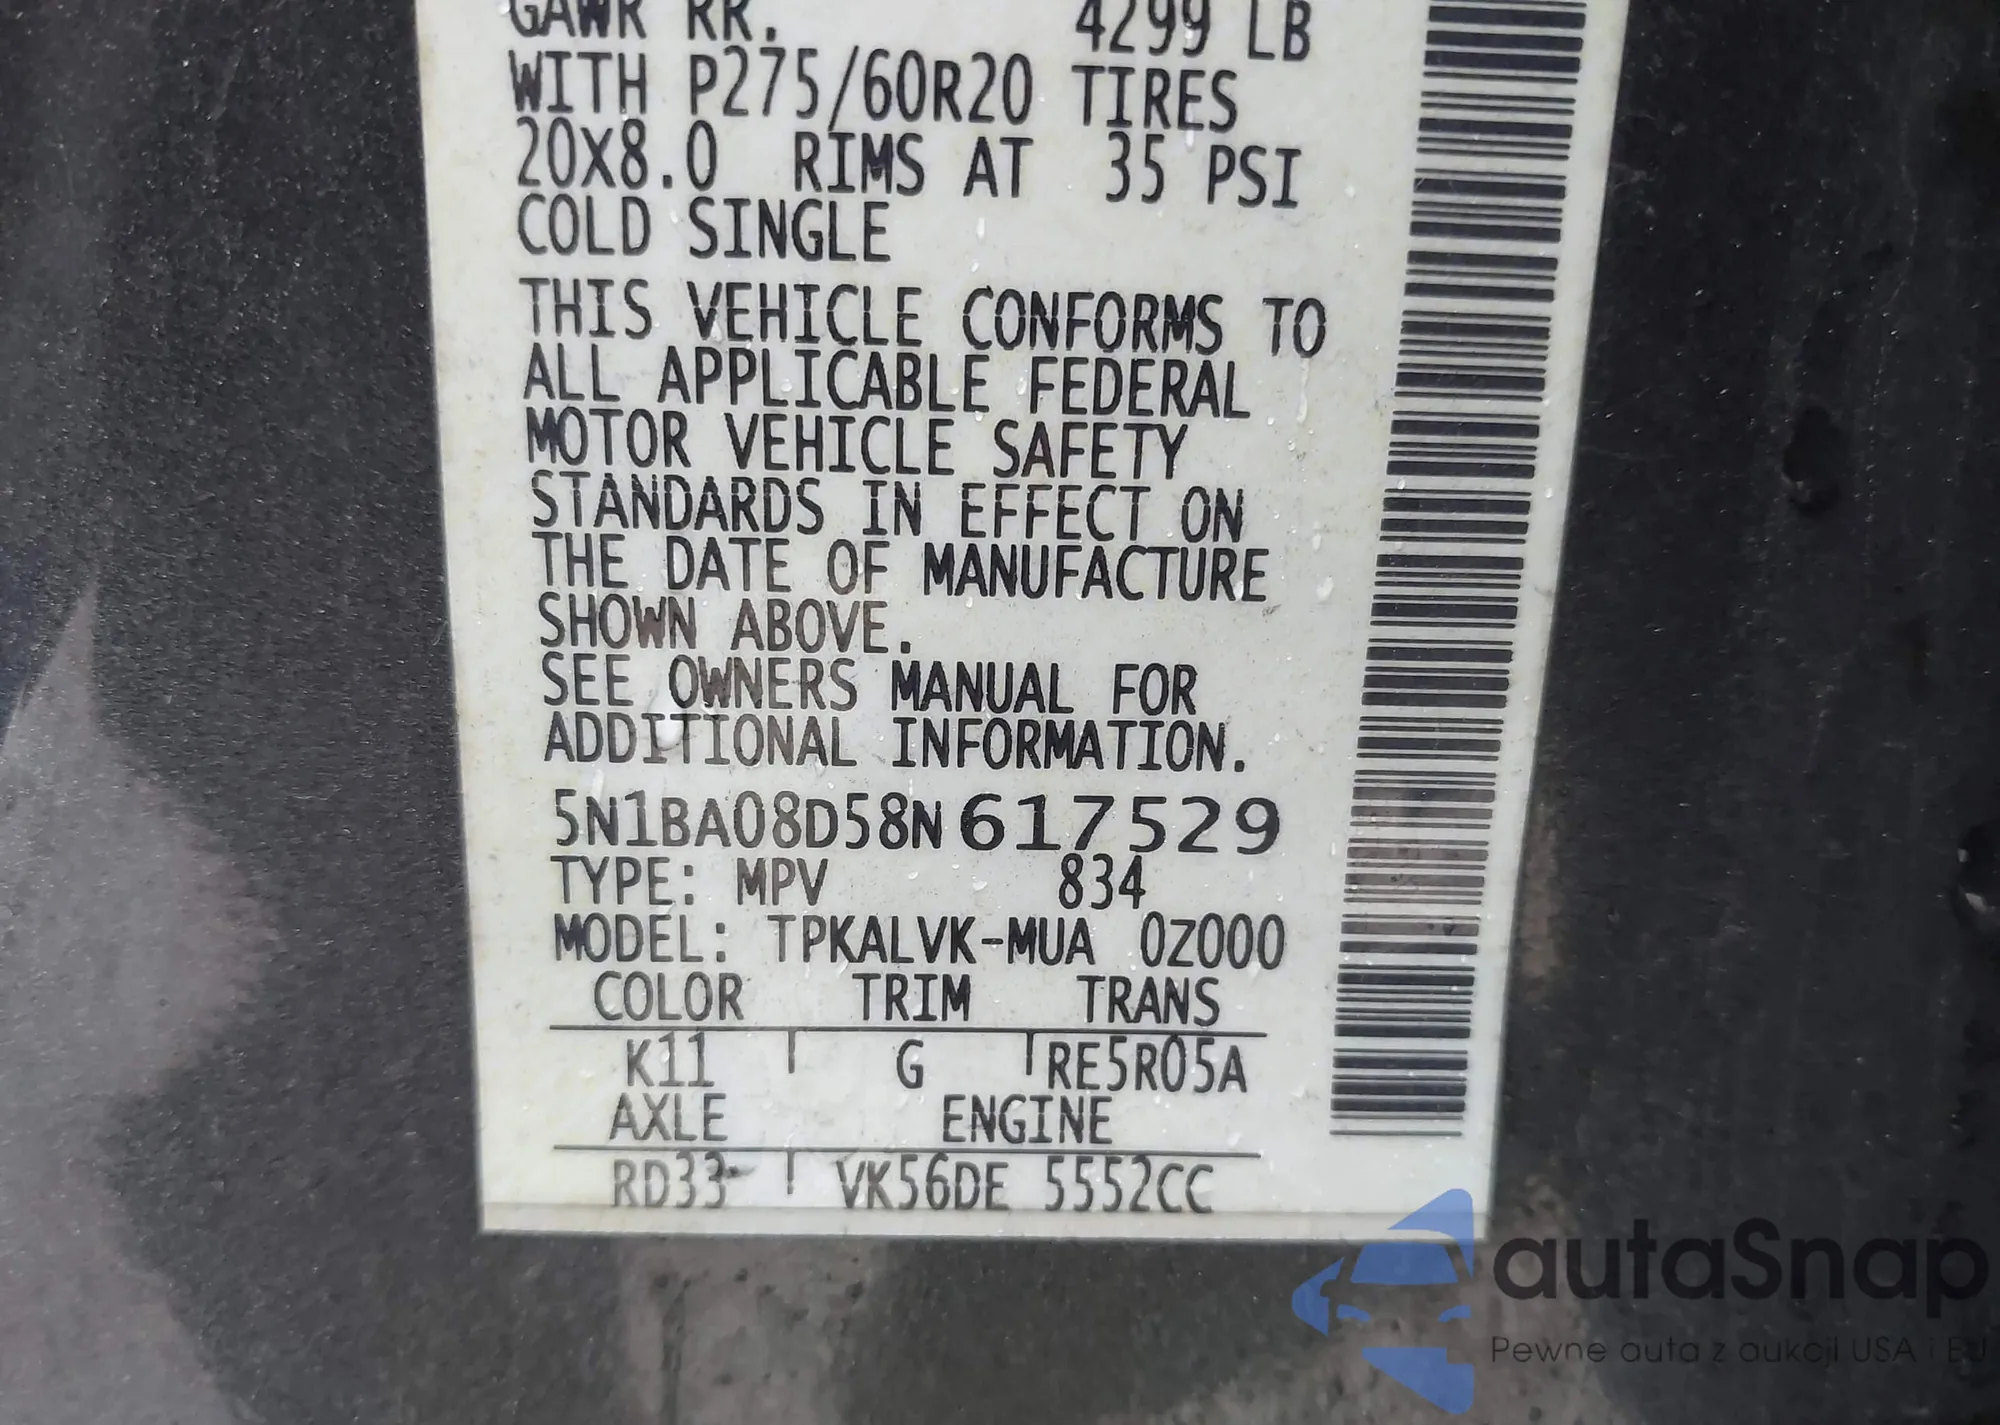 GAWR RR. 4299 LB
WITH P275/60R20 TIRES
20X8.0 RIMS AT 35 PSI
COLD SINGLE
THIS VEHICLE CONFORMS TO
ALL APPLICABLE FEDERAL
MOTOR VEHICLE SAFETY
STANDARDS IN EFFECT ON
THE DATE OF MANUFACTURE
SHOWN ABOVE.
SEE OWNERS MANUAL FOR
ADDITIONAL INFORMATION.
5N1BA08D58N617529
TYPE: MPV 834
MODEL: TPKALVK-MUA 0Z000
COLOR TRIM TRANS
K11 G RE5R05A
AXLE ENGINE
RD33 VK56DE 5552CC
autaSnap
Pewne auta z aukcji USA i EU